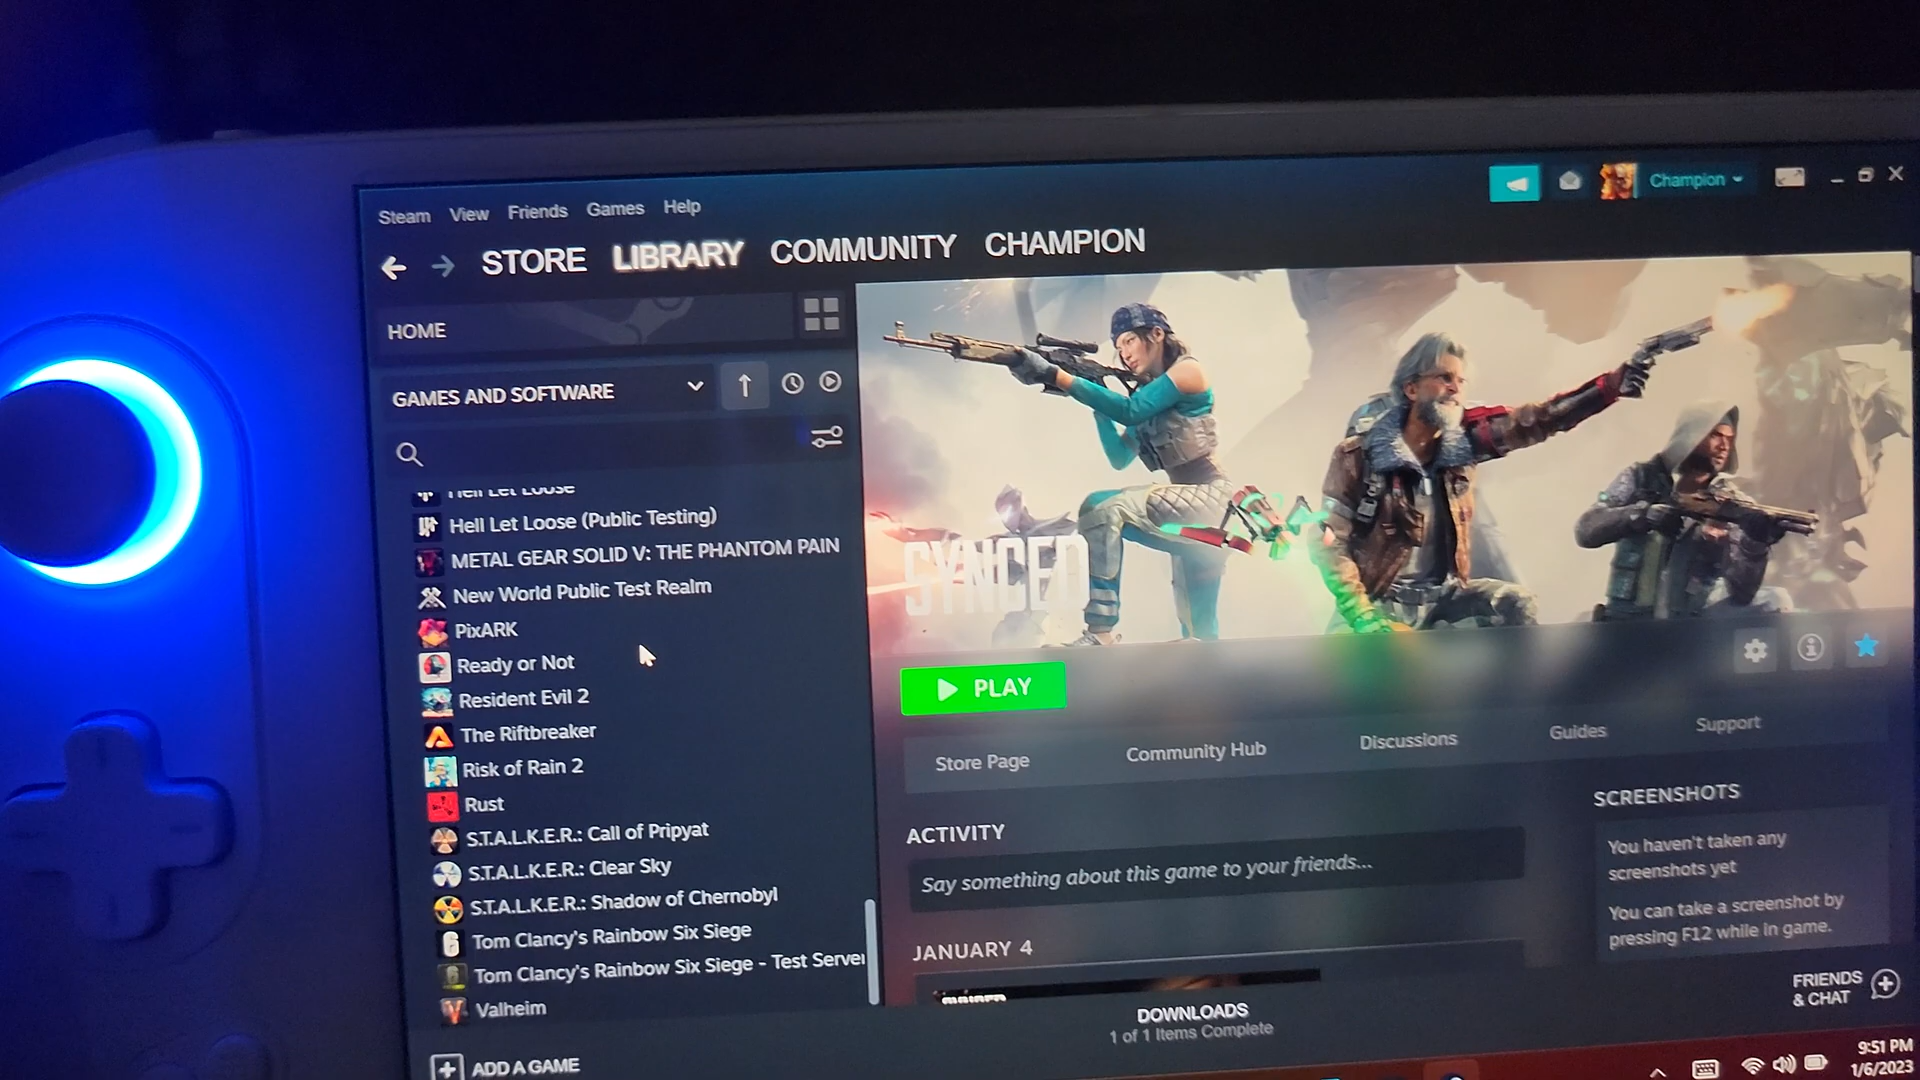 Steam View Friends Games Help
Champion
STORE LIBRARY COMMUNITY CHAMPION
HOME
GAMES AND SOFTWARE
Hell Let Loose
Hell Let Loose (Public Testing)
METAL GEAR SOLID V: THE PHANTOM PAIN
New World Public Test Realm
PixARK
Ready or Not
Resident Evil 2
The Riftbreaker
Risk of Rain 2
Rust
S.T.A.L.K.E.R.: Call of Pripyat
S.T.A.L.K.E.R.: Clear Sky
S.T.A.L.K.E.R.: Shadow of Chernobyl
Tom Clancy's Rainbow Six Siege
Tom Clancy's Rainbow Six Siege - Test Server
Valheim
ADD A GAME
SYNCED
PLAY
Store Page Community Hub Discussions Guides Support
ACTIVITY
Say something about this game to your friends...
JANUARY 4
SCREENSHOTS
You haven't taken any
screenshots yet
You can take a screenshot by
pressing F12 while in game.
DOWNLOADS
1 of 1 Items Complete
FRIENDS
& CHAT
9:51 PM
1/6/2023